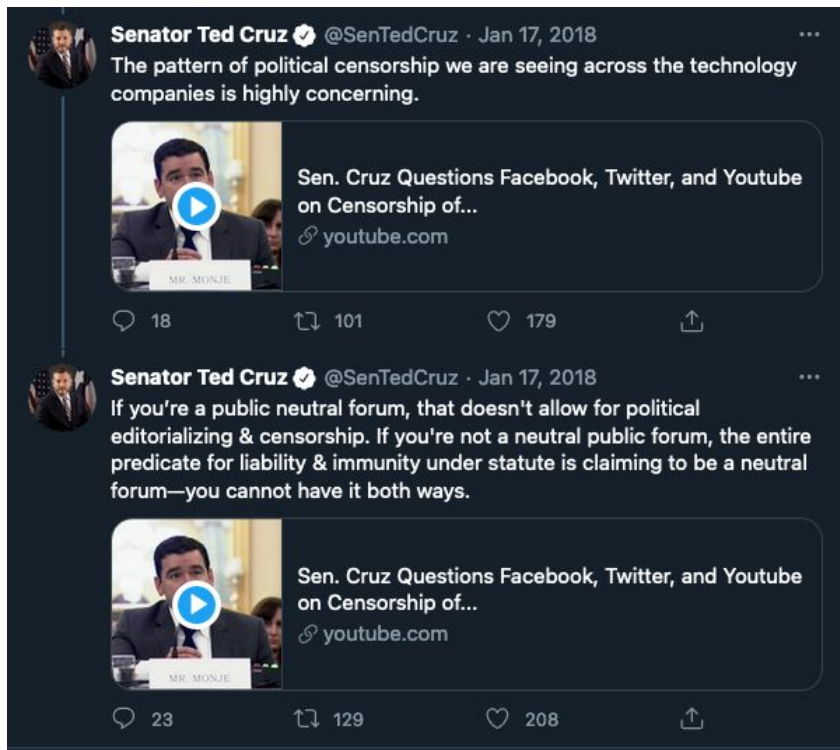 Senator Ted Cruz @SenTedCruz · Jan 17, 2018
The pattern of political censorship we are seeing across the technology
companies is highly concerning.
Sen. Cruz Questions Facebook, Twitter, and Youtube
on Censorship of...
youtube.com
MR. MONJE
18 101 179
Senator Ted Cruz @SenTedCruz · Jan 17, 2018
If you’re a public neutral forum, that doesn't allow for political
editorializing & censorship. If you're not a neutral public forum, the entire
predicate for liability & immunity under statute is claiming to be a neutral
forum—you cannot have it both ways.
Sen. Cruz Questions Facebook, Twitter, and Youtube
on Censorship of...
youtube.com
MR. MONJE
23 129 208